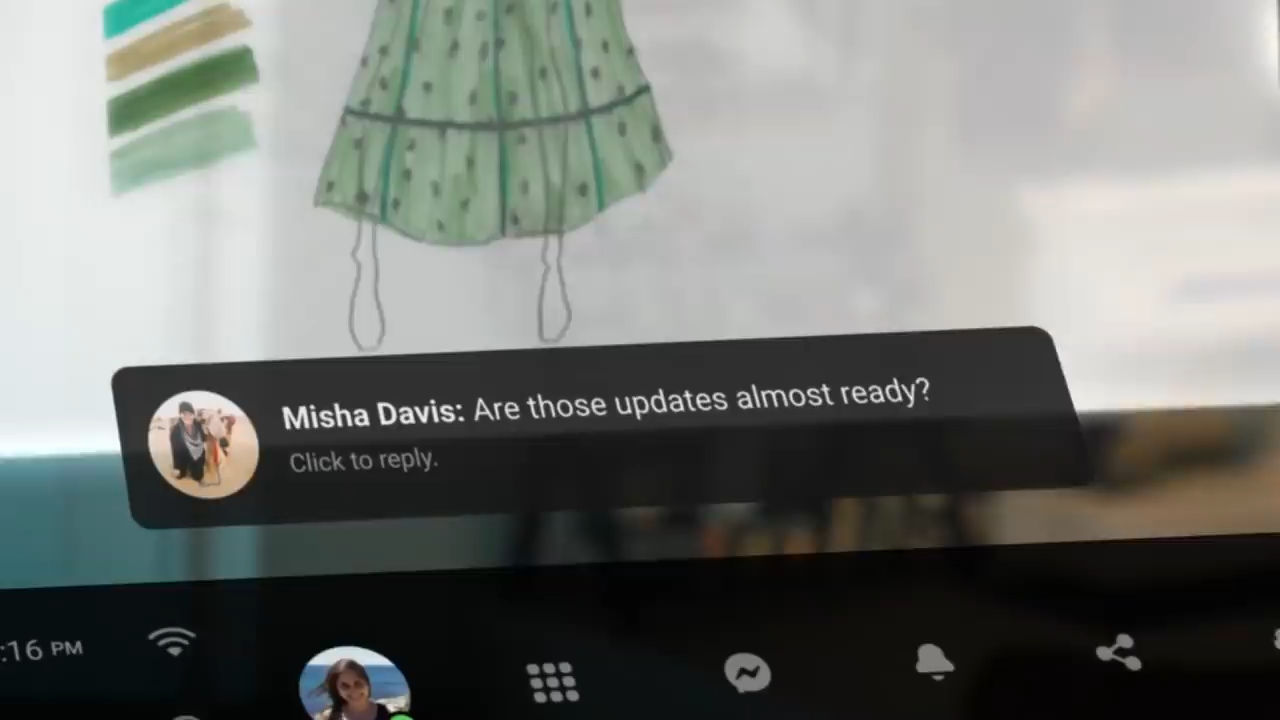 Misha Davis: Are those updates almost ready?
Click to reply.
:16 PM